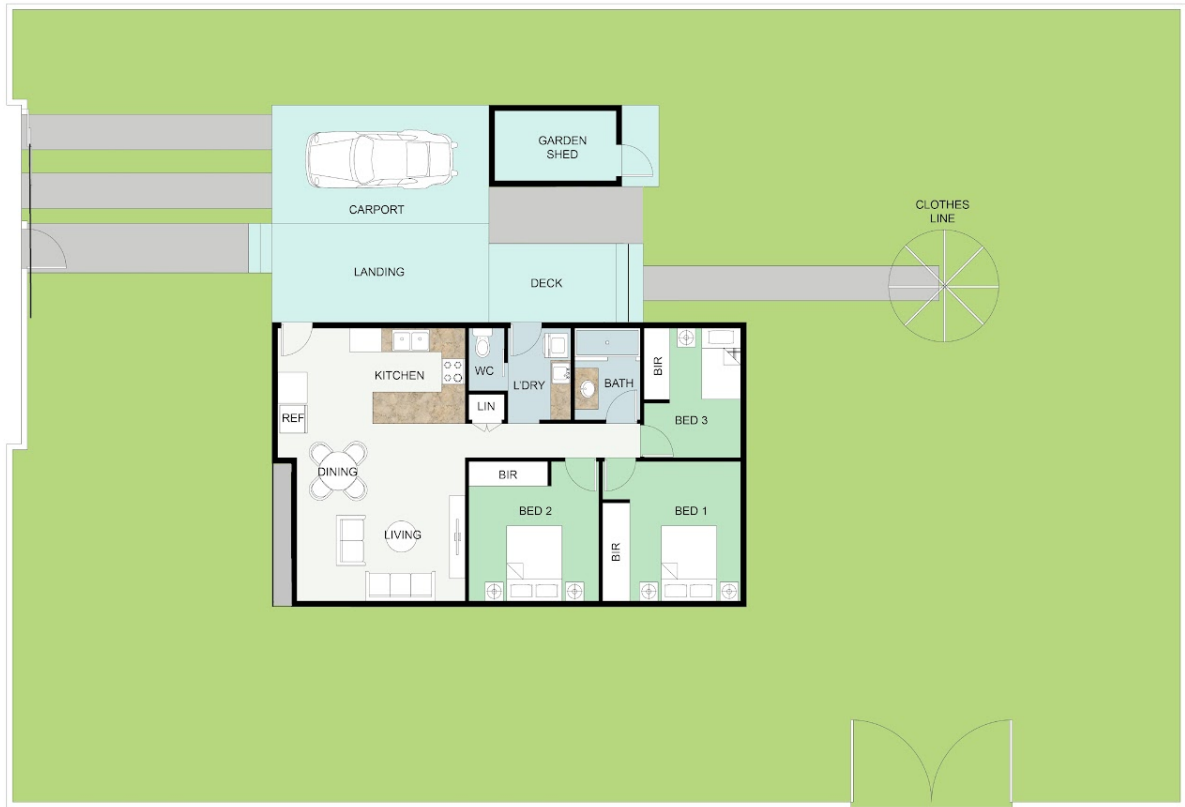 GARDEN
SHED
CARPORT
CLOTHES
LINE
LANDING
DECK
KITCHEN
WC
L'DRY
BATH
BIR
REF
LIN
BED 3
DINING
BIR
BED 2
BED 1
LIVING
BIR